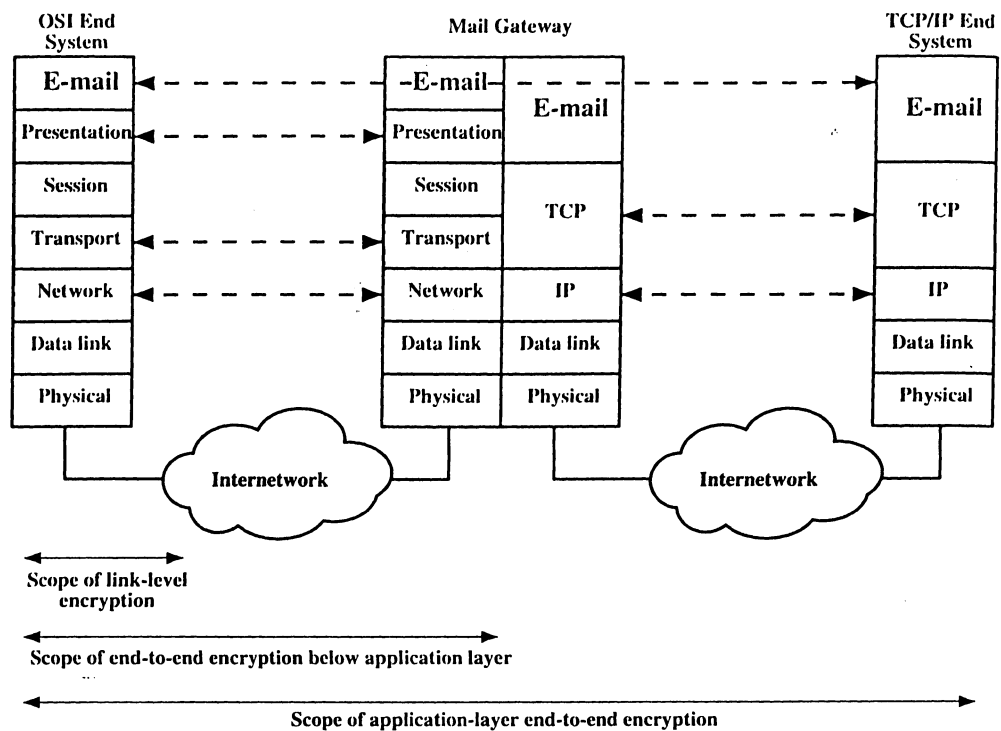 OSI End
System
Mail Gateway
TCP/IP End
System
E-mail
Presentation
Session
Transport
Network
Data link
Physical
E-mail
Presentation
Session
Transport
Network
Data link
Physical
E-mail
TCP
IP
Data link
Physical
E-mail
TCP
IP
Data link
Physical
Internetwork
Internetwork
Scope of link-level
encryption
Scope of end-to-end encryption below application layer
Scope of application-layer end-to-end encryption